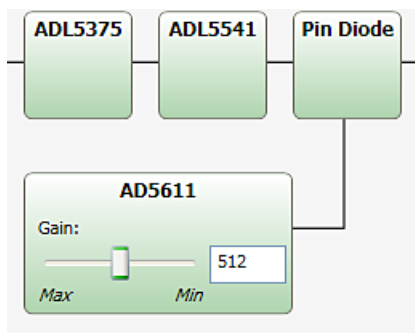 ADL5375 ADL5541 Pin Diode
AD5611
Gain:
512
Max Min